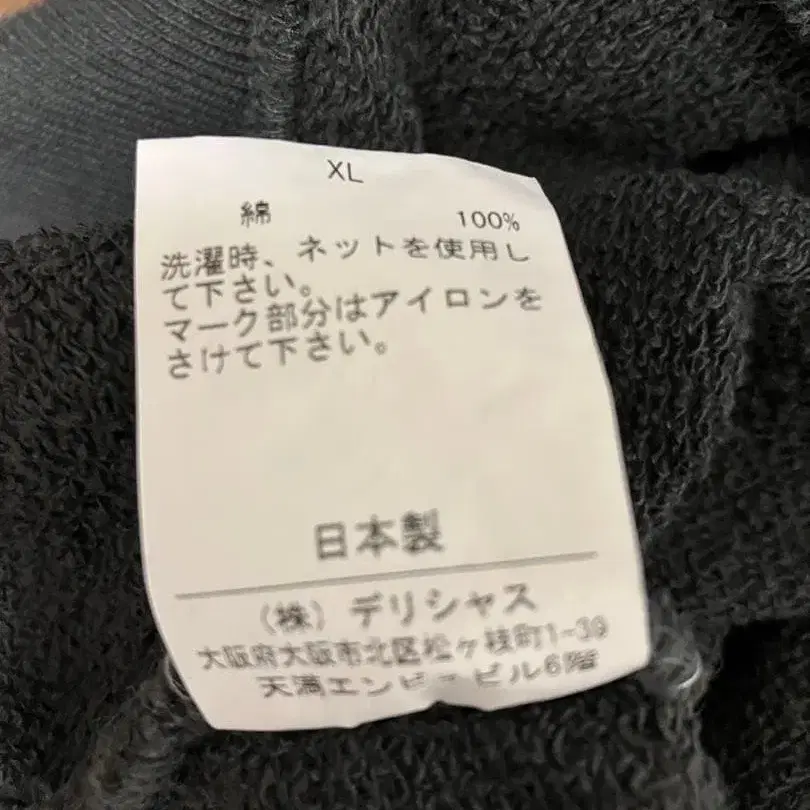 XL
綿 100%
洗濯時、ネットを使用し
て下さい。
マーク部分はアイロンを
さけて下さい。
日本製
(株) デリシャス
大阪府大阪市北区松ヶ枝町1-39
天満エンビービル6階